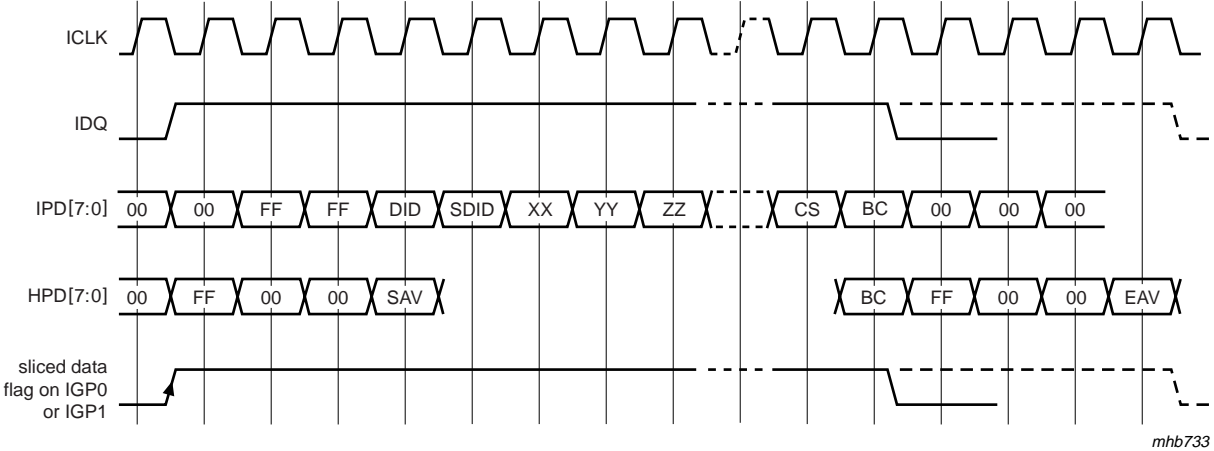 ICLK
IDQ
IPD[7:0] 00 00 FF FF DID SDID XX YY ZZ CS BC 00 00 00
HPD[7:0] 00 FF 00 00 SAV BC FF 00 00 EAV
sliced data
flag on IGP0
or IGP1
mhb733